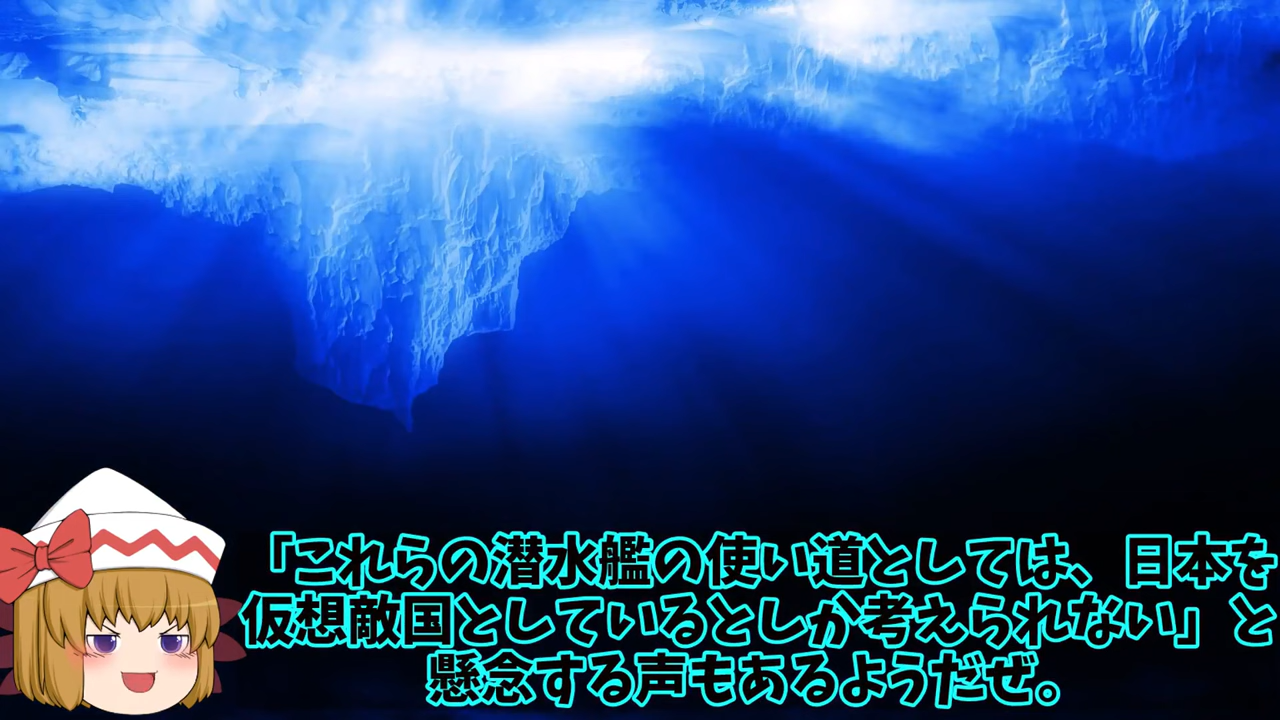 「これらの潜水艦の使い道としては、日本を
仮想敵国としているとしか考えられない」と
懸念する声もあるようだぜ。